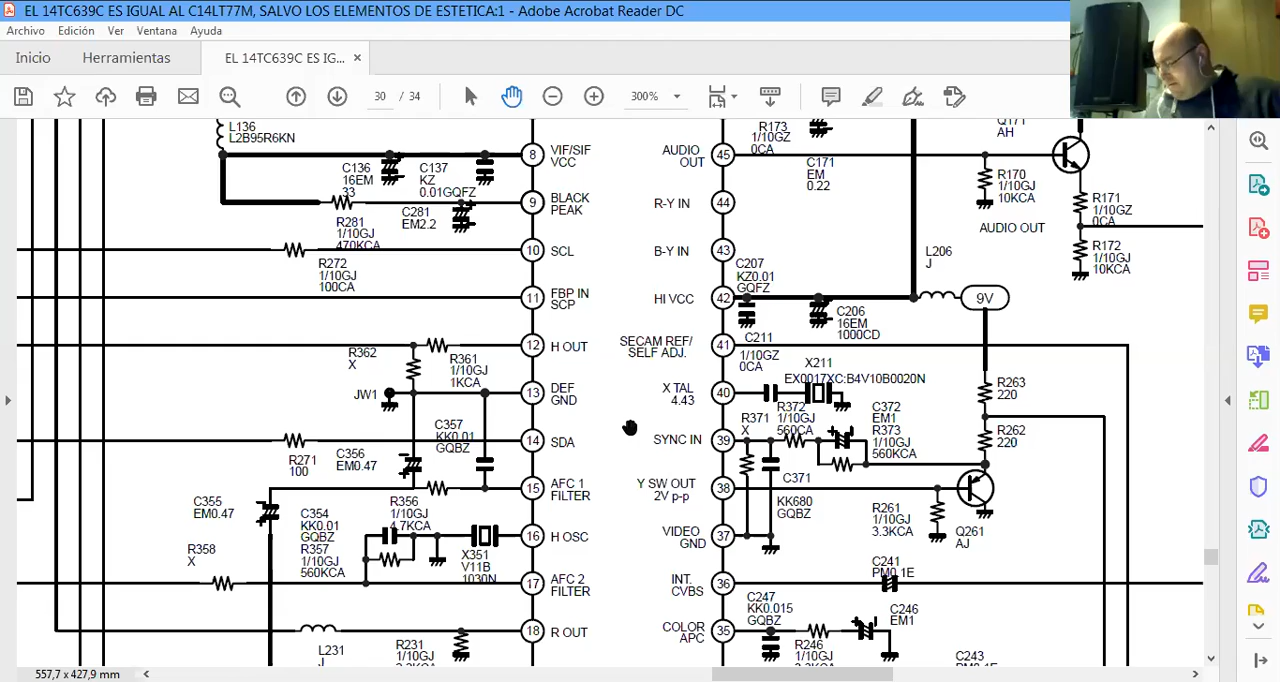 EL 14TC639C ES IGUAL AL C14LT77M, SALVO LOS ELEMENTOS DE ESTETICA:1 - Adobe Acrobat Reader DC
Archivo Edición Ver Ventana Ayuda
Inicio Herramientas EL 14TC639C ES IG... ×
30 / 34 300%
L136
L2B95R6KN
C136
16EM
33
C137
KZ
0.01GQFZ
8 VIF/SIF
VCC
R281
1/10GJ
470KCA
C281
EM2.2
9 BLACK
PEAK
R272
1/10GJ
100CA
10 SCL
11 FBP IN
SCP
R362
X
R361
1/10GJ
1KCA
12 H OUT
JW1
13 DEF
GND
C357
KK0.01
GQBZ
R271
100
C356
EM0.47
14 SDA
15 AFC 1
FILTER
C355
EM0.47
C354
KK0.01
GQBZ
R357
1/10GJ
560KCA
R356
1/10GJ
4.7KCA
X351
V11B
1030N
16 H OSC
R358
X
17 AFC 2
FILTER
18 R OUT
L231
J
R231
1/10GJ
R173
1/10GZ
0CA
C171
EM
0.22
Q171
AH
AUDIO
OUT 45
R170
1/10GJ
10KCA
R171
1/10GZ
0CA
R-Y IN 44
AUDIO OUT
R172
1/10GJ
10KCA
B-Y IN 43
C207
KZ0.01
GQFZ
L206
J
HI VCC 42
C206
16EM
1000CD
9V
SECAM REF/
SELF ADJ. 41
C211
1/10GZ
0CA
X211
EX0017XC:B4V10B0020N
X TAL
4.43 40
R263
220
R371
X
R372
1/10GJ
560CA
C372
EM1
R373
1/10GJ
560KCA
R262
220
SYNC IN 39
C371
KK680
GQBZ
Y SW OUT
2V p-p 38
R261
1/10GJ
3.3KCA
Q261
AJ
VIDEO
GND 37
C241
PM0.1E
INT.
CVBS 36
C247
KK0.015
GQBZ
C246
EM1
COLOR
APC 35
R246
1/10GJ
C243
PM0.1E
557,7 x 427,9 mm